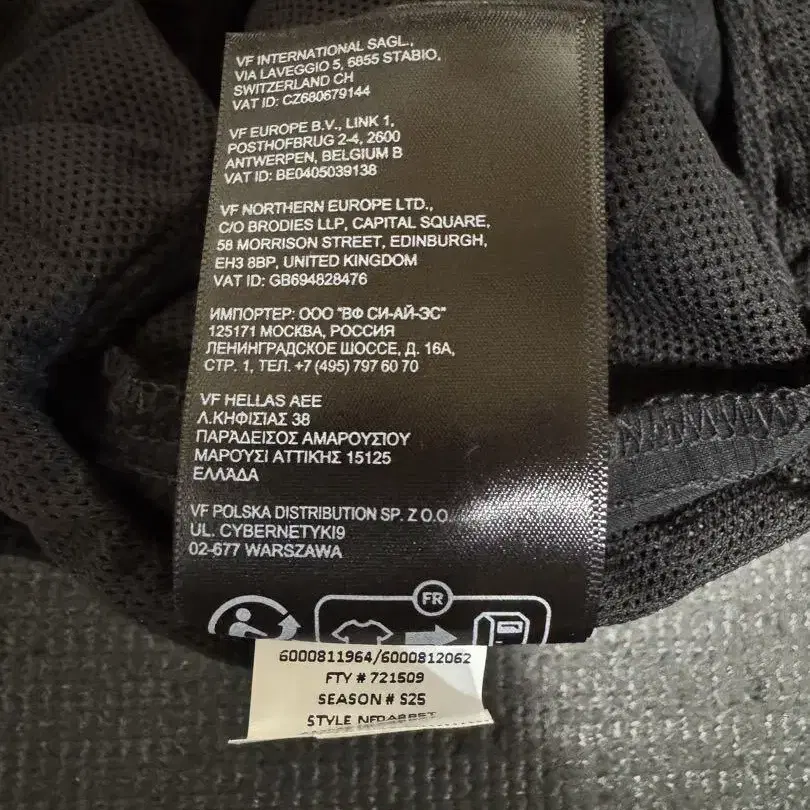 VF INTERNATIONAL SAGL.,
VIA LAVEGGIO 5, 6855 STABIO,
SWITZERLAND CH
VAT ID: CZ680679144
VF EUROPE B.V., LINK 1,
POSTHOFBRUG 2-4, 2600
ANTWERPEN, BELGIUM B
VAT ID: BE0405039138
VF NORTHERN EUROPE LTD.,
C/O BRODIES LLP, CAPITAL SQUARE,
58 MORRISON STREET, EDINBURGH,
EH3 8BP, UNITED KINGDOM
VAT ID: GB694828476
ИМПОРТЕР: ООО "ВФ СИ-АЙ-ЭС"
125171 МОСКВА, РОССИЯ
ЛЕНИНГРАДСКОЕ ШОССЕ, Д. 16А,
СТР. 1, ТЕЛ. +7 (495) 797 60 70
VF HELLAS AEE
Λ.ΚΗΦΙΣΙΑΣ 38
ΠΑΡΑΔΕΙΣΟΣ ΑΜΑΡΟΥΣΙΟΥ
ΜΑΡΟΥΣΙ ΑΤΤΙΚΗΣ 15125
ΕΛΛΑΔΑ
VF POLSKA DISTRIBUTION SP. Z O.O.
UL. CYBERNETYKI9
02-677 WARSZAWA
FR
6000811964/6000812062
FTY # 721509
SEASON # S25
STYLE